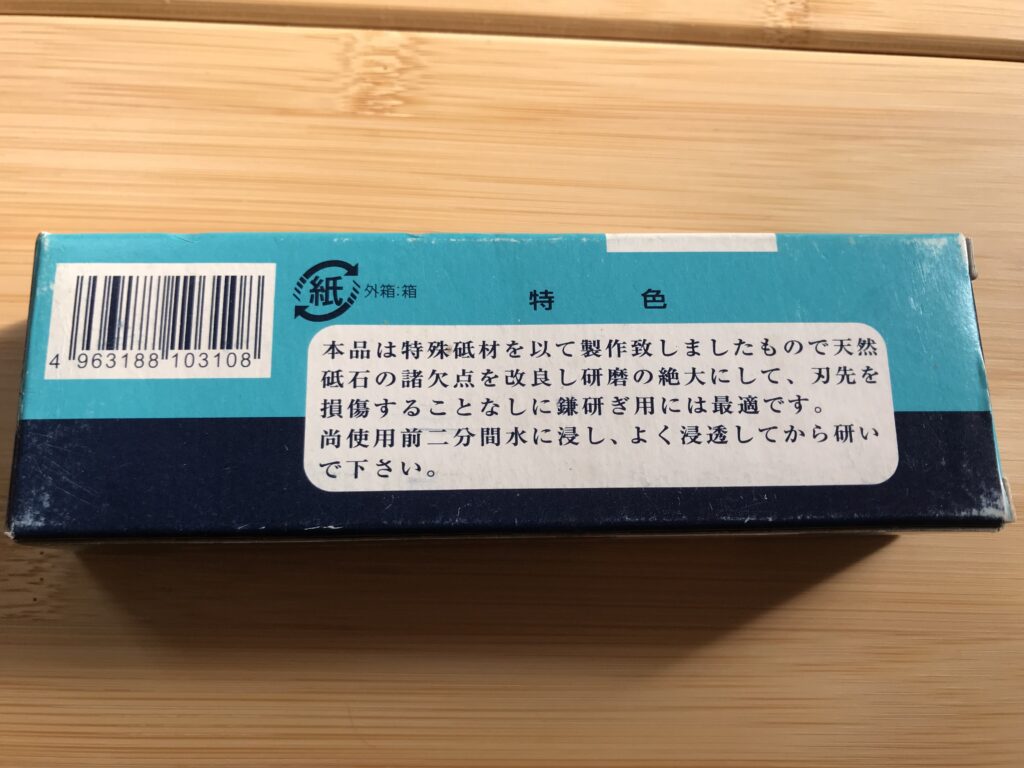 紙 外箱:箱
特色
本品は特殊砥材を以て製作致しましたもので天然
砥石の諸欠点を改良し研磨の絶大にして、刃先を
損傷することなしに鎌研ぎ用には最適です。
尚使用前二分間水に浸し、よく浸透してから研い
で下さい。
4 963188 103108